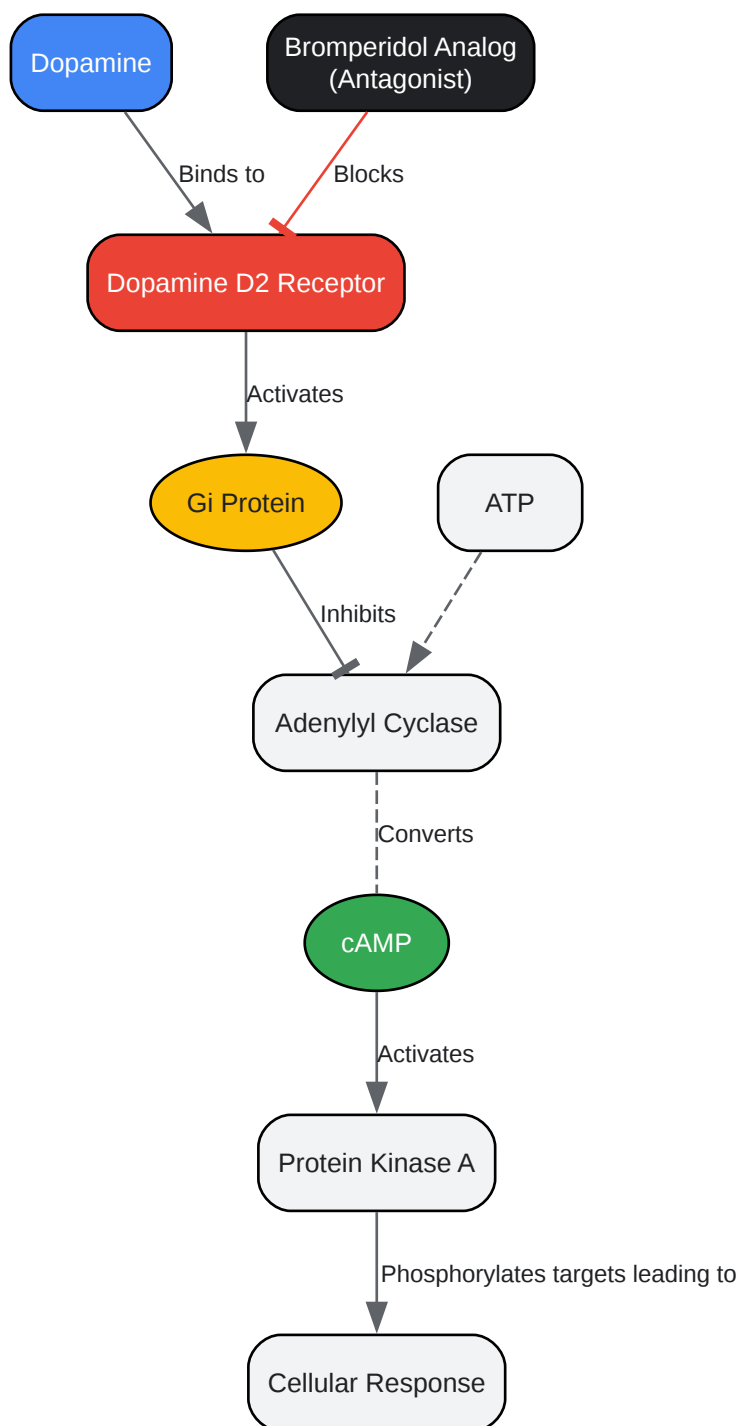 Dopamine
Bromperidol Analog
(Antagonist)
Binds to
Blocks
Dopamine D2 Receptor
Activates
Gi Protein
ATP
Inhibits
Adenylyl Cyclase
Converts
cAMP
Activates
Protein Kinase A
Phosphorylates targets leading to
Cellular Response